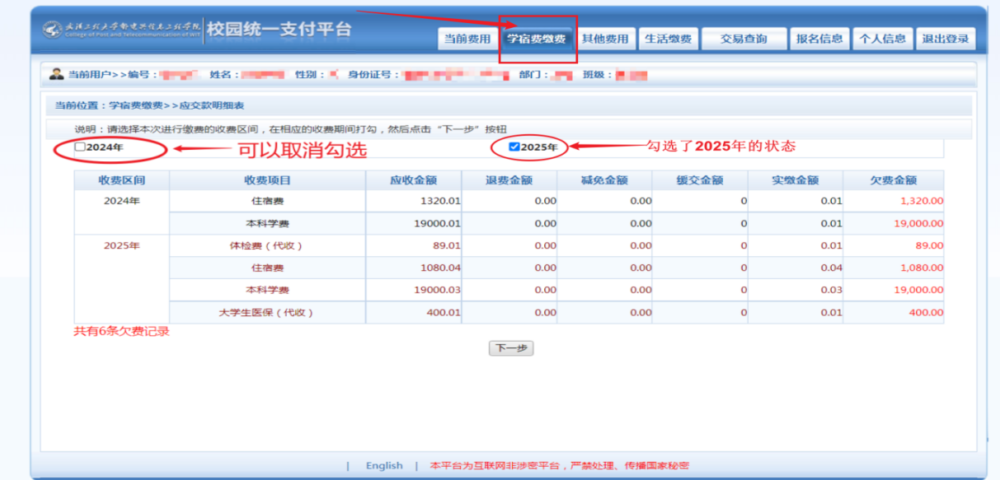 武汉工程大学邮电与信息工程学院
College of Post and Telecommunication of WIT
校园统一支付平台
当前费用 学宿费缴费 其他费用 生活缴费 交易查询 报名信息 个人信息 退出登录
当前用户>>编号： 姓名： 性别： 身份证号： 部门： 班级：
当前位置：学宿费缴费>>应交款明细表
说明：请选择本次进行缴费的收费区间，在相应的收费期间打勾，然后点击“下一步”按钮
2024年 可以取消勾选 2025年 勾选了2025年的状态
收费区间 收费项目 应收金额 退费金额 减免金额 缓交金额 实缴金额 欠费金额
2024年 住宿费 1320.01 0.00 0.00 0 0.01 1,320.00
本科学费 19000.01 0.00 0.00 0 0.01 19,000.00
2025年 体检费（代收） 89.01 0.00 0.00 0 0.01 89.00
住宿费 1080.04 0.00 0.00 0 0.04 1,080.00
本科学费 19000.03 0.00 0.00 0 0.03 19,000.00
大学生医保（代收） 400.01 0.00 0.00 0 0.01 400.00
共有6条欠费记录
下一步
| English | 本平台为互联网非涉密平台，严禁处理、传播国家秘密